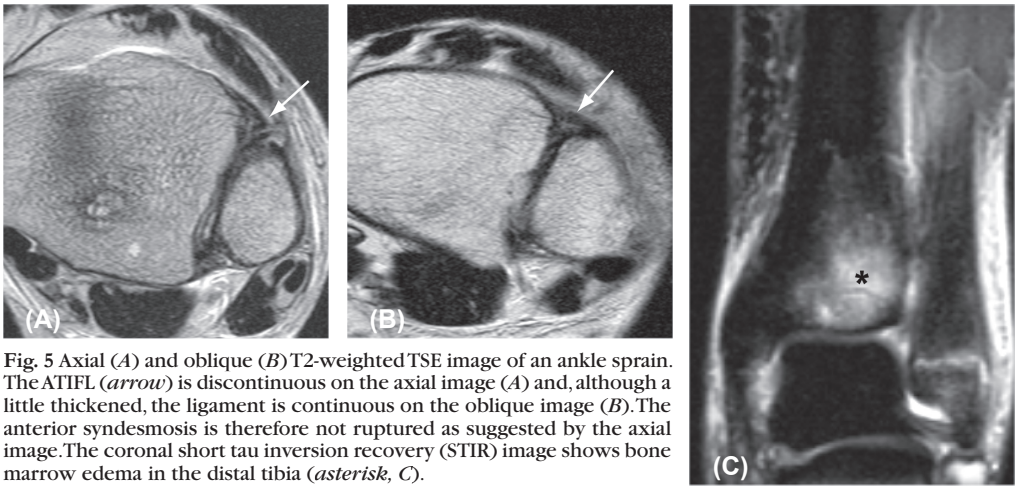 (A)
(B)
(C)
*
Fig. 5 Axial (A) and oblique (B) T2-weighted TSE image of an ankle sprain.
The ATIFL (arrow) is discontinuous on the axial image (A) and, although a
little thickened, the ligament is continuous on the oblique image (B). The
anterior syndesmosis is therefore not ruptured as suggested by the axial
image. The coronal short tau inversion recovery (STIR) image shows bone
marrow edema in the distal tibia (asterisk, C).